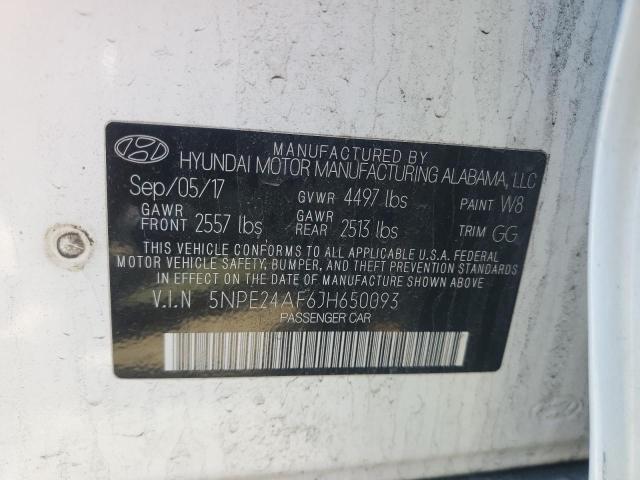 MANUFACTURED BY
HYUNDAI MOTOR MANUFACTURING ALABAMA, LLC
Sep/05/17 GVWR 4497 lbs PAINT W8
GAWR FRONT 2557 lbs GAWR REAR 2513 lbs TRIM GG
THIS VEHICLE CONFORMS TO ALL APPLICABLE U.S.A. FEDERAL
MOTOR VEHICLE SAFETY, BUMPER, AND THEFT PREVENTION STANDARDS
IN EFFECT ON THE DATE OF MANUFACTURE SHOWN ABOVE.
V.I.N 5NPE24AF6JH650093
PASSENGER CAR